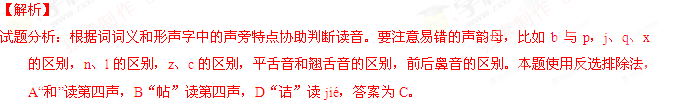 【解析】
试题分析：根据词词义和形声字中的声旁特点协助判断读音。要注意易错的声韵母，比如 b 与 p，j、q、x
的区别，n、l 的区别，z、c 的区别，平舌音和翘舌音的区别，前后鼻音的区别。本题使用反选排除法，
A“和”读第四声，B“帖”读第四声，D“诘”读 jié，答案为 C。